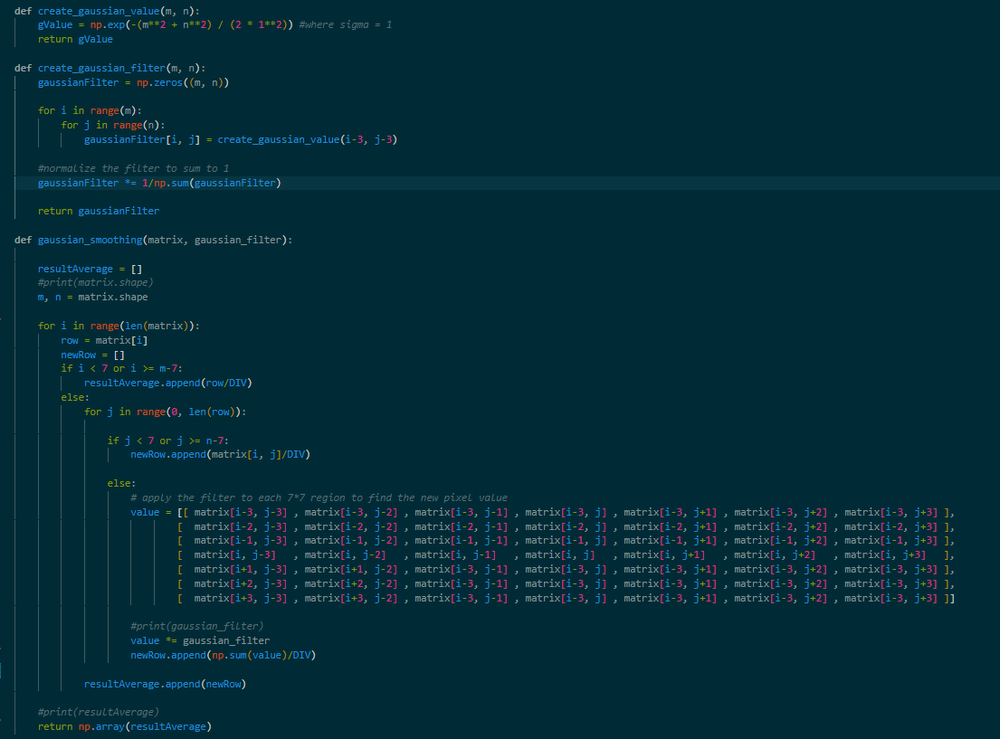 def create_gaussian_value(m, n):
    gValue = np.exp(-(m**2 + n**2) / (2 * 1**2)) #where sigma = 1
    return gValue

def create_gaussian_filter(m, n):
    gaussianFilter = np.zeros((m, n))

    for i in range(m):
        for j in range(n):
            gaussianFilter[i, j] = create_gaussian_value(i-3, j-3)

    #normalize the filter to sum to 1
    gaussianFilter *= 1/np.sum(gaussianFilter)

    return gaussianFilter

def gaussian_smoothing(matrix, gaussian_filter):

    resultAverage = []
    #print(matrix.shape)
    m, n = matrix.shape

    for i in range(len(matrix)):
        row = matrix[i]
        newRow = []
        if i < 7 or i >= m-7:
            resultAverage.append(row/DIV)
        else:
            for j in range(0, len(row)):

                if j < 7 or j >= n-7:
                    newRow.append(matrix[i, j]/DIV)

                else:
                    # apply the filter to each 7*7 region to find the new pixel value
                    value = [[ matrix[i-3, j-3] , matrix[i-3, j-2] , matrix[i-3, j-1] , matrix[i-3, j] , matrix[i-3, j+1] , matrix[i-3, j+2] , matrix[i-3, j+3] ],
                            [  matrix[i-2, j-3] , matrix[i-2, j-2] , matrix[i-2, j-1] , matrix[i-2, j] , matrix[i-2, j+1] , matrix[i-2, j+2] , matrix[i-2, j+3] ],
                            [  matrix[i-1, j-3] , matrix[i-1, j-2] , matrix[i-1, j-1] , matrix[i-1, j] , matrix[i-1, j+1] , matrix[i-1, j+2] , matrix[i-1, j+3] ],
                            [  matrix[i, j-3]   , matrix[i, j-2]   , matrix[i, j-1]   , matrix[i, j]   , matrix[i, j+1]   , matrix[i, j+2]   , matrix[i, j+3]   ],
                            [  matrix[i+1, j-3] , matrix[i+1, j-2] , matrix[i-3, j-1] , matrix[i-3, j] , matrix[i-3, j+1] , matrix[i-3, j+2] , matrix[i-3, j+3] ],
                            [  matrix[i+2, j-3] , matrix[i+2, j-2] , matrix[i-3, j-1] , matrix[i-3, j] , matrix[i-3, j+1] , matrix[i-3, j+2] , matrix[i-3, j+3] ],
                            [  matrix[i+3, j-3] , matrix[i+3, j-2] , matrix[i-3, j-1] , matrix[i-3, j] , matrix[i-3, j+1] , matrix[i-3, j+2] , matrix[i-3, j+3] ]]

                    #print(gaussian_filter)
                    value *= gaussian_filter
                    newRow.append(np.sum(value)/DIV)

            resultAverage.append(newRow)

    #print(resultAverage)
    return np.array(resultAverage)